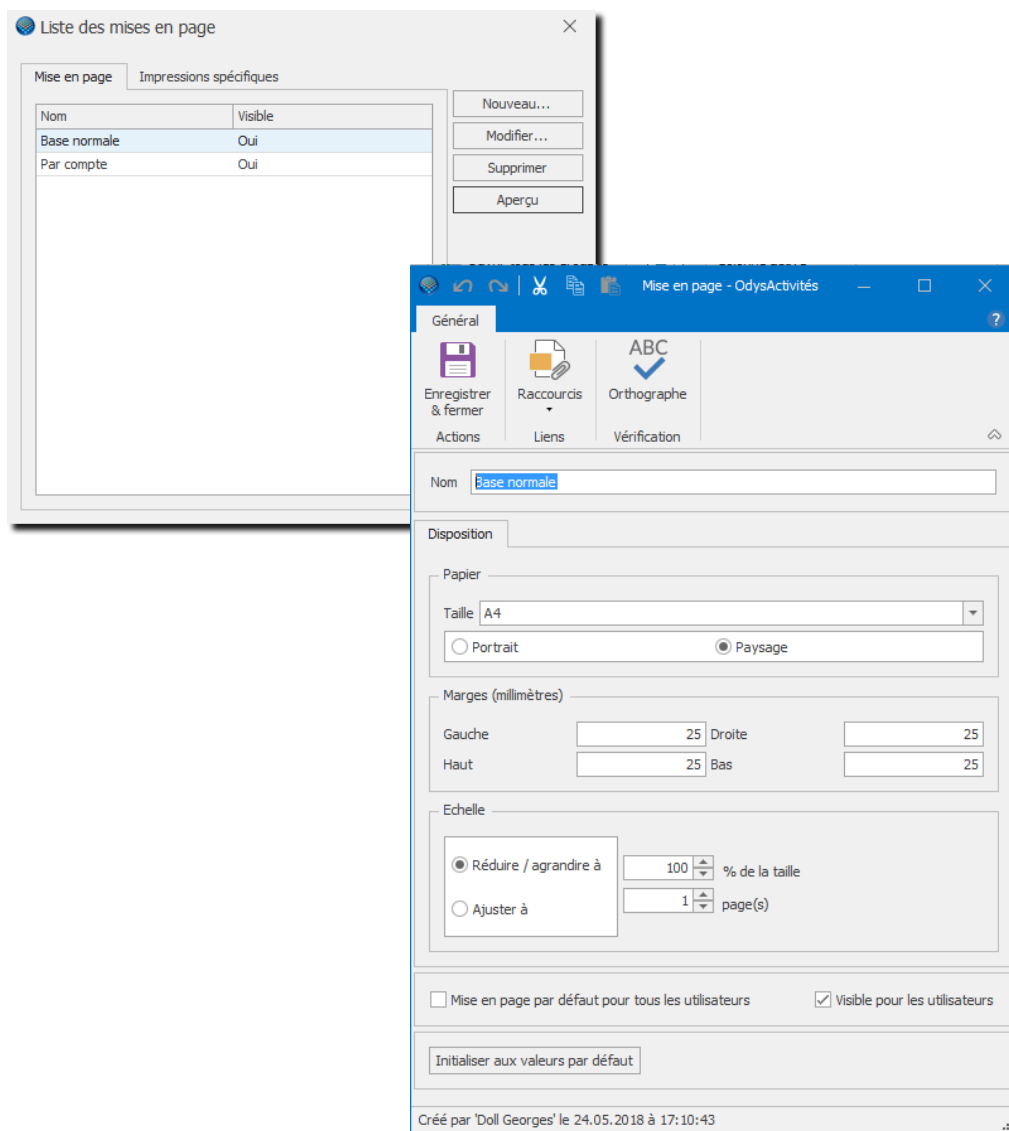 Liste des mises en page
Mise en page Impressions spécifiques
Nom Visible
Base normale Oui
Par compte Oui
Nouveau...
Modifier...
Supprimer
Aperçu
Mise en page - OdysActivités
Général
?
ABC
Enregistrer & fermer
Raccourcis
Orthographe
Actions Liens Vérification
Nom Base normale
Disposition
Papier
Taille A4
Portrait Paysage
Marges (millimètres)
Gauche 25 Droite 25
Haut 25 Bas 25
Echelle
Réduire / agrandire à 100 % de la taille
Ajuster à 1 page(s)
Mise en page par défaut pour tous les utilisateurs Visible pour les utilisateurs
Initialiser aux valeurs par défaut
Créé par 'Doll Georges' le 24.05.2018 à 17:10:43